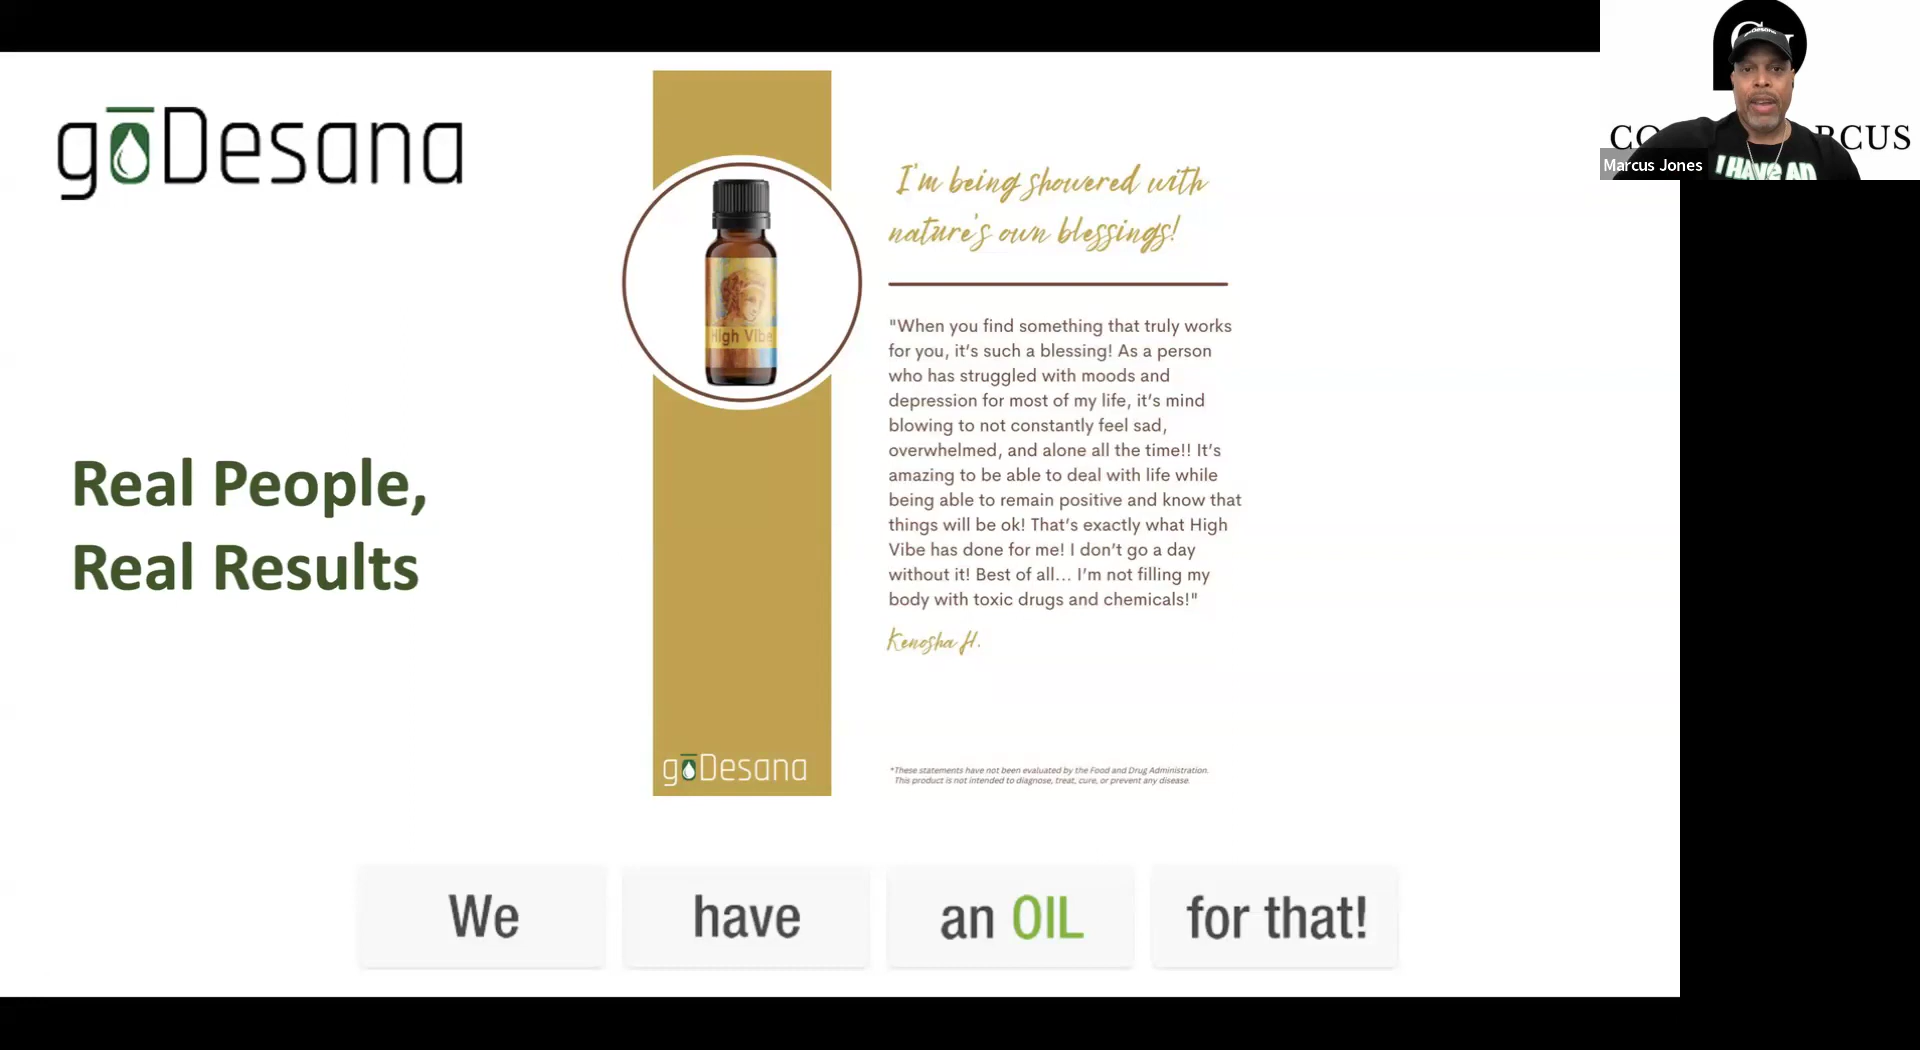 gōDesana
Real People,
Real Results
High Vibe
I'm being showered with
nature's own blessings!
"When you find something that truly works
for you, it's such a blessing! As a person
who has struggled with moods and
depression for most of my life, it's mind
blowing to not constantly feel sad,
overwhelmed, and alone all the time!! It's
amazing to be able to deal with life while
being able to remain positive and know that
things will be ok! That's exactly what High
Vibe has done for me! I don't go a day
without it! Best of all... I'm not filling my
body with toxic drugs and chemicals!"
Kenosha H.
gōDesana
*These statements have not been evaluated by the Food and Drug Administration.
This product is not intended to diagnose, treat, cure, or prevent any disease.
We have an OIL for that!
CO RCUS
Marcus Jones
I HAVE AN